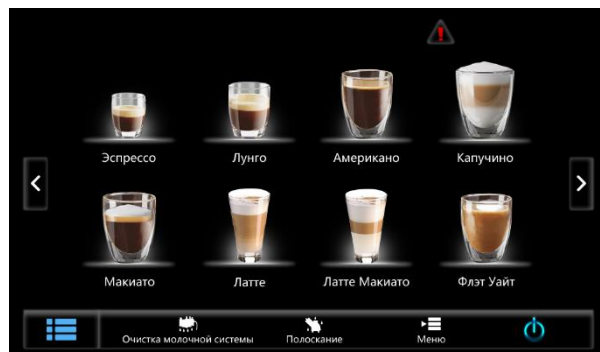 Эспрессо
Лунго
Американо
Капучино
Макиато
Латте
Латте Макиато
Флэт Уайт
Очистка молочной системы
Полоскание
Меню